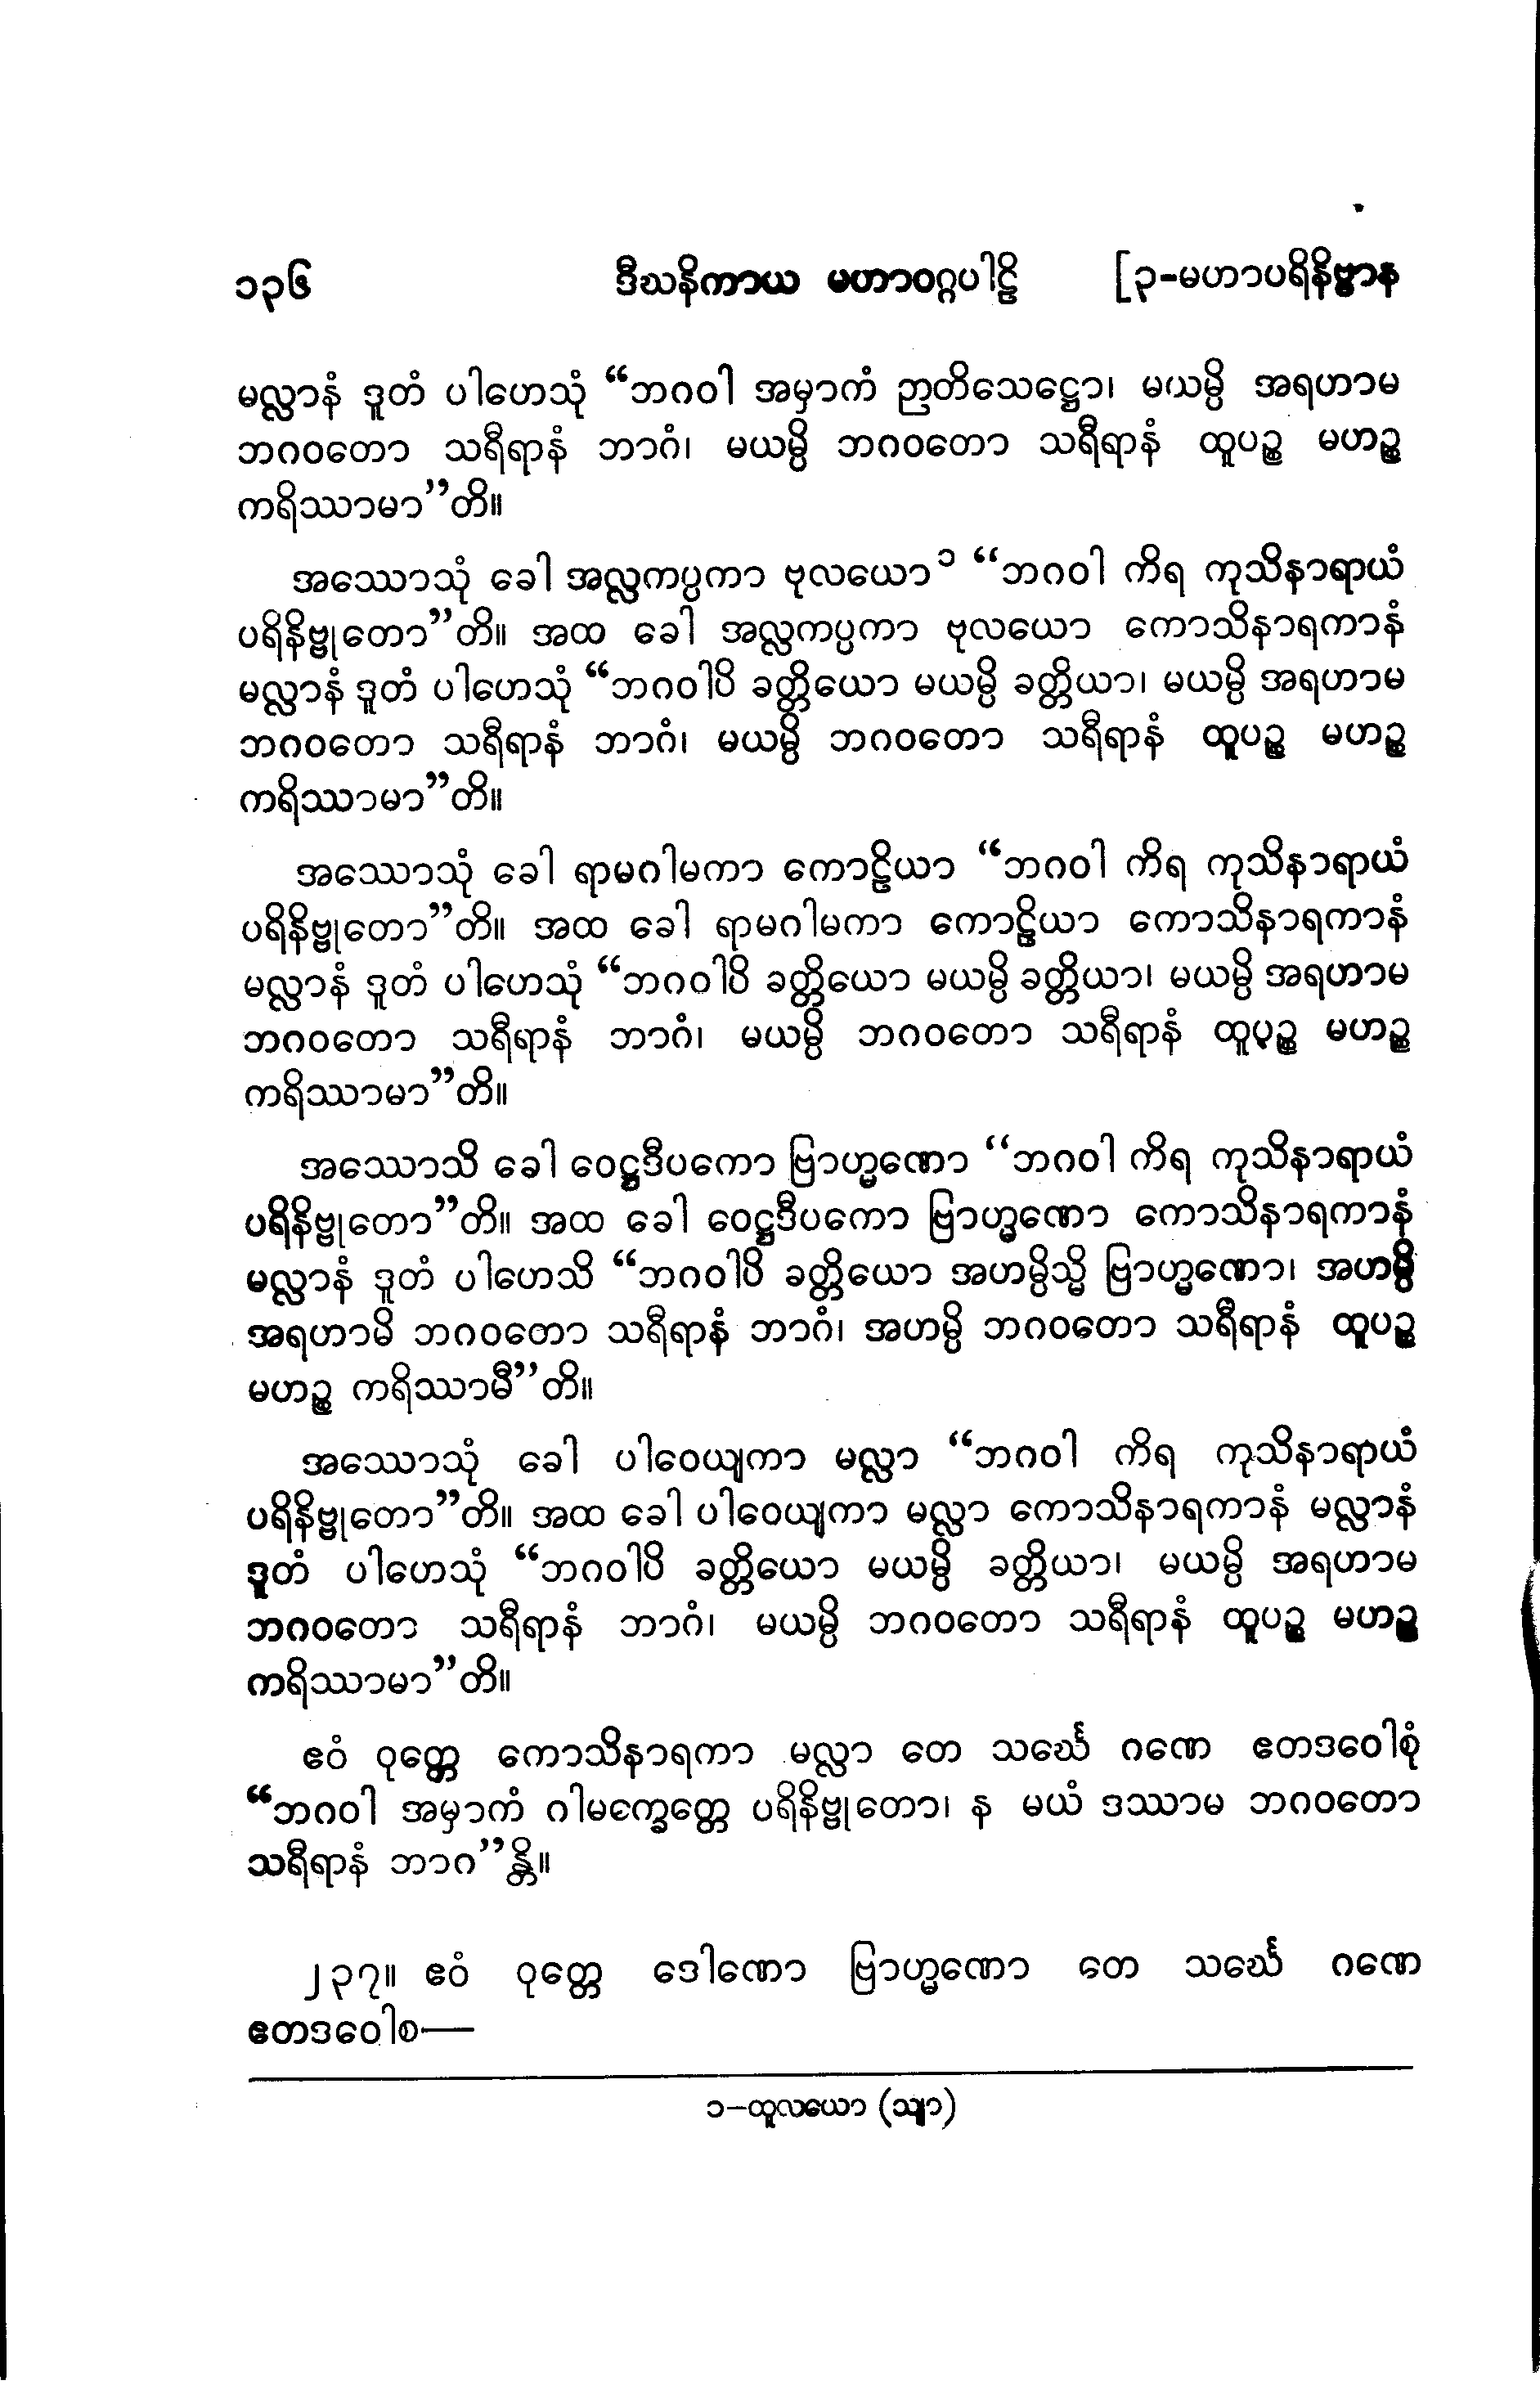 ၁၃၆ ဒီဃနိကာယ မဟာဝဂ္ဂပါဠိ [၃-မဟာပရိနိဗ္ဗာန
မလ္လာနံ ဒူတံ ပါဟေသုံ “ဘဂဝါ အမှာကံ ဉာတိသေဋ္ဌော၊ မယမ္ပိ အရဟာမ
ဘဂဝတော သရီရာနံ ဘာဂံ၊ မယမ္ပိ ဘဂဝတော သရီရာနံ ထူပဉ္စ မဟဉ္စ
ကရိဿာမာ”တိ။
အဿောသုံ ခေါ အလ္လကပ္ပကာ ဗုလယော၁ “ဘဂဝါ ကိရ ကုသိနာရာယံ
ပရိနိဗ္ဗုတော”တိ။ အထ ခေါ အလ္လကပ္ပကာ ဗုလယော ကောသိနာရကာနံ
မလ္လာနံ ဒူတံ ပါဟေသုံ “ဘဂဝါပိ ခတ္တိယော မယမ္ပိ ခတ္တိယာ၊ မယမ္ပိ အရဟာမ
ဘဂဝတော သရီရာနံ ဘာဂံ၊ မယမ္ပိ ဘဂဝတော သရီရာနံ ထူပဉ္စ မဟဉ္စ
ကရိဿာမာ”တိ။
အဿောသုံ ခေါ ရာမဂါမကာ ကောဠိယာ “ဘဂဝါ ကိရ ကုသိနာရာယံ
ပရိနိဗ္ဗုတော”တိ။ အထ ခေါ ရာမဂါမကာ ကောဠိယာ ကောသိနာရကာနံ
မလ္လာနံ ဒူတံ ပါဟေသုံ “ဘဂဝါပိ ခတ္တိယော မယမ္ပိ ခတ္တိယာ၊ မယမ္ပိ အရဟာမ
ဘဂဝတော သရီရာနံ ဘာဂံ၊ မယမ္ပိ ဘဂဝတော သရီရာနံ ထူပဉ္စ မဟဉ္စ
ကရိဿာမာ”တိ။
အဿောသိ ခေါ ဝေဋ္ဌဒီပကော ဗြာဟ္မဏော “ဘဂဝါ ကိရ ကုသိနာရာယံ
ပရိနိဗ္ဗုတော”တိ။ အထ ခေါ ဝေဋ္ဌဒီပကော ဗြာဟ္မဏော ကောသိနာရကာနံ
မလ္လာနံ ဒူတံ ပါဟေသိ “ဘဂဝါပိ ခတ္တိယော အဟမ္ပိသ္မိ ဗြာဟ္မဏော၊ အဟမ္ပိ
အရဟာမိ ဘဂဝတော သရီရာနံ ဘာဂံ၊ အဟမ္ပိ ဘဂဝတော သရီရာနံ ထူပဉ္စ
မဟဉ္စ ကရိဿာမီ”တိ။
အဿောသုံ ခေါ ပါဝေယျကာ မလ္လာ “ဘဂဝါ ကိရ ကုသိနာရာယံ
ပရိနိဗ္ဗုတော”တိ။ အထ ခေါ ပါဝေယျကာ မလ္လာ ကောသိနာရကာနံ မလ္လာနံ
ဒူတံ ပါဟေသုံ “ဘဂဝါပိ ခတ္တိယော မယမ္ပိ ခတ္တိယာ၊ မယမ္ပိ အရဟာမ
ဘဂဝတော သရီရာနံ ဘာဂံ၊ မယမ္ပိ ဘဂဝတော သရီရာနံ ထူပဉ္စ မဟဉ္စ
ကရိဿာမာ”တိ။
ဧဝံ ဝုတ္တေ ကောသိနာရကာ မလ္လာ တေ သင်္ဃေ ဂဏေ ဧတဒဝေါစုံ
“ဘဂဝါ အမှာကံ ဂါမက္ခေတ္တေ ပရိနိဗ္ဗုတော၊ န မယံ ဒဿာမ ဘဂဝတော
သရီရာနံ ဘာဂ”န္တိ။
၂၃၇။ ဧဝံ ဝုတ္တေ ဒေါဏော ဗြာဟ္မဏော တေ သင်္ဃေ ဂဏေ
ဧတဒဝေါစ—
၁-ထူလယော (သျာ)